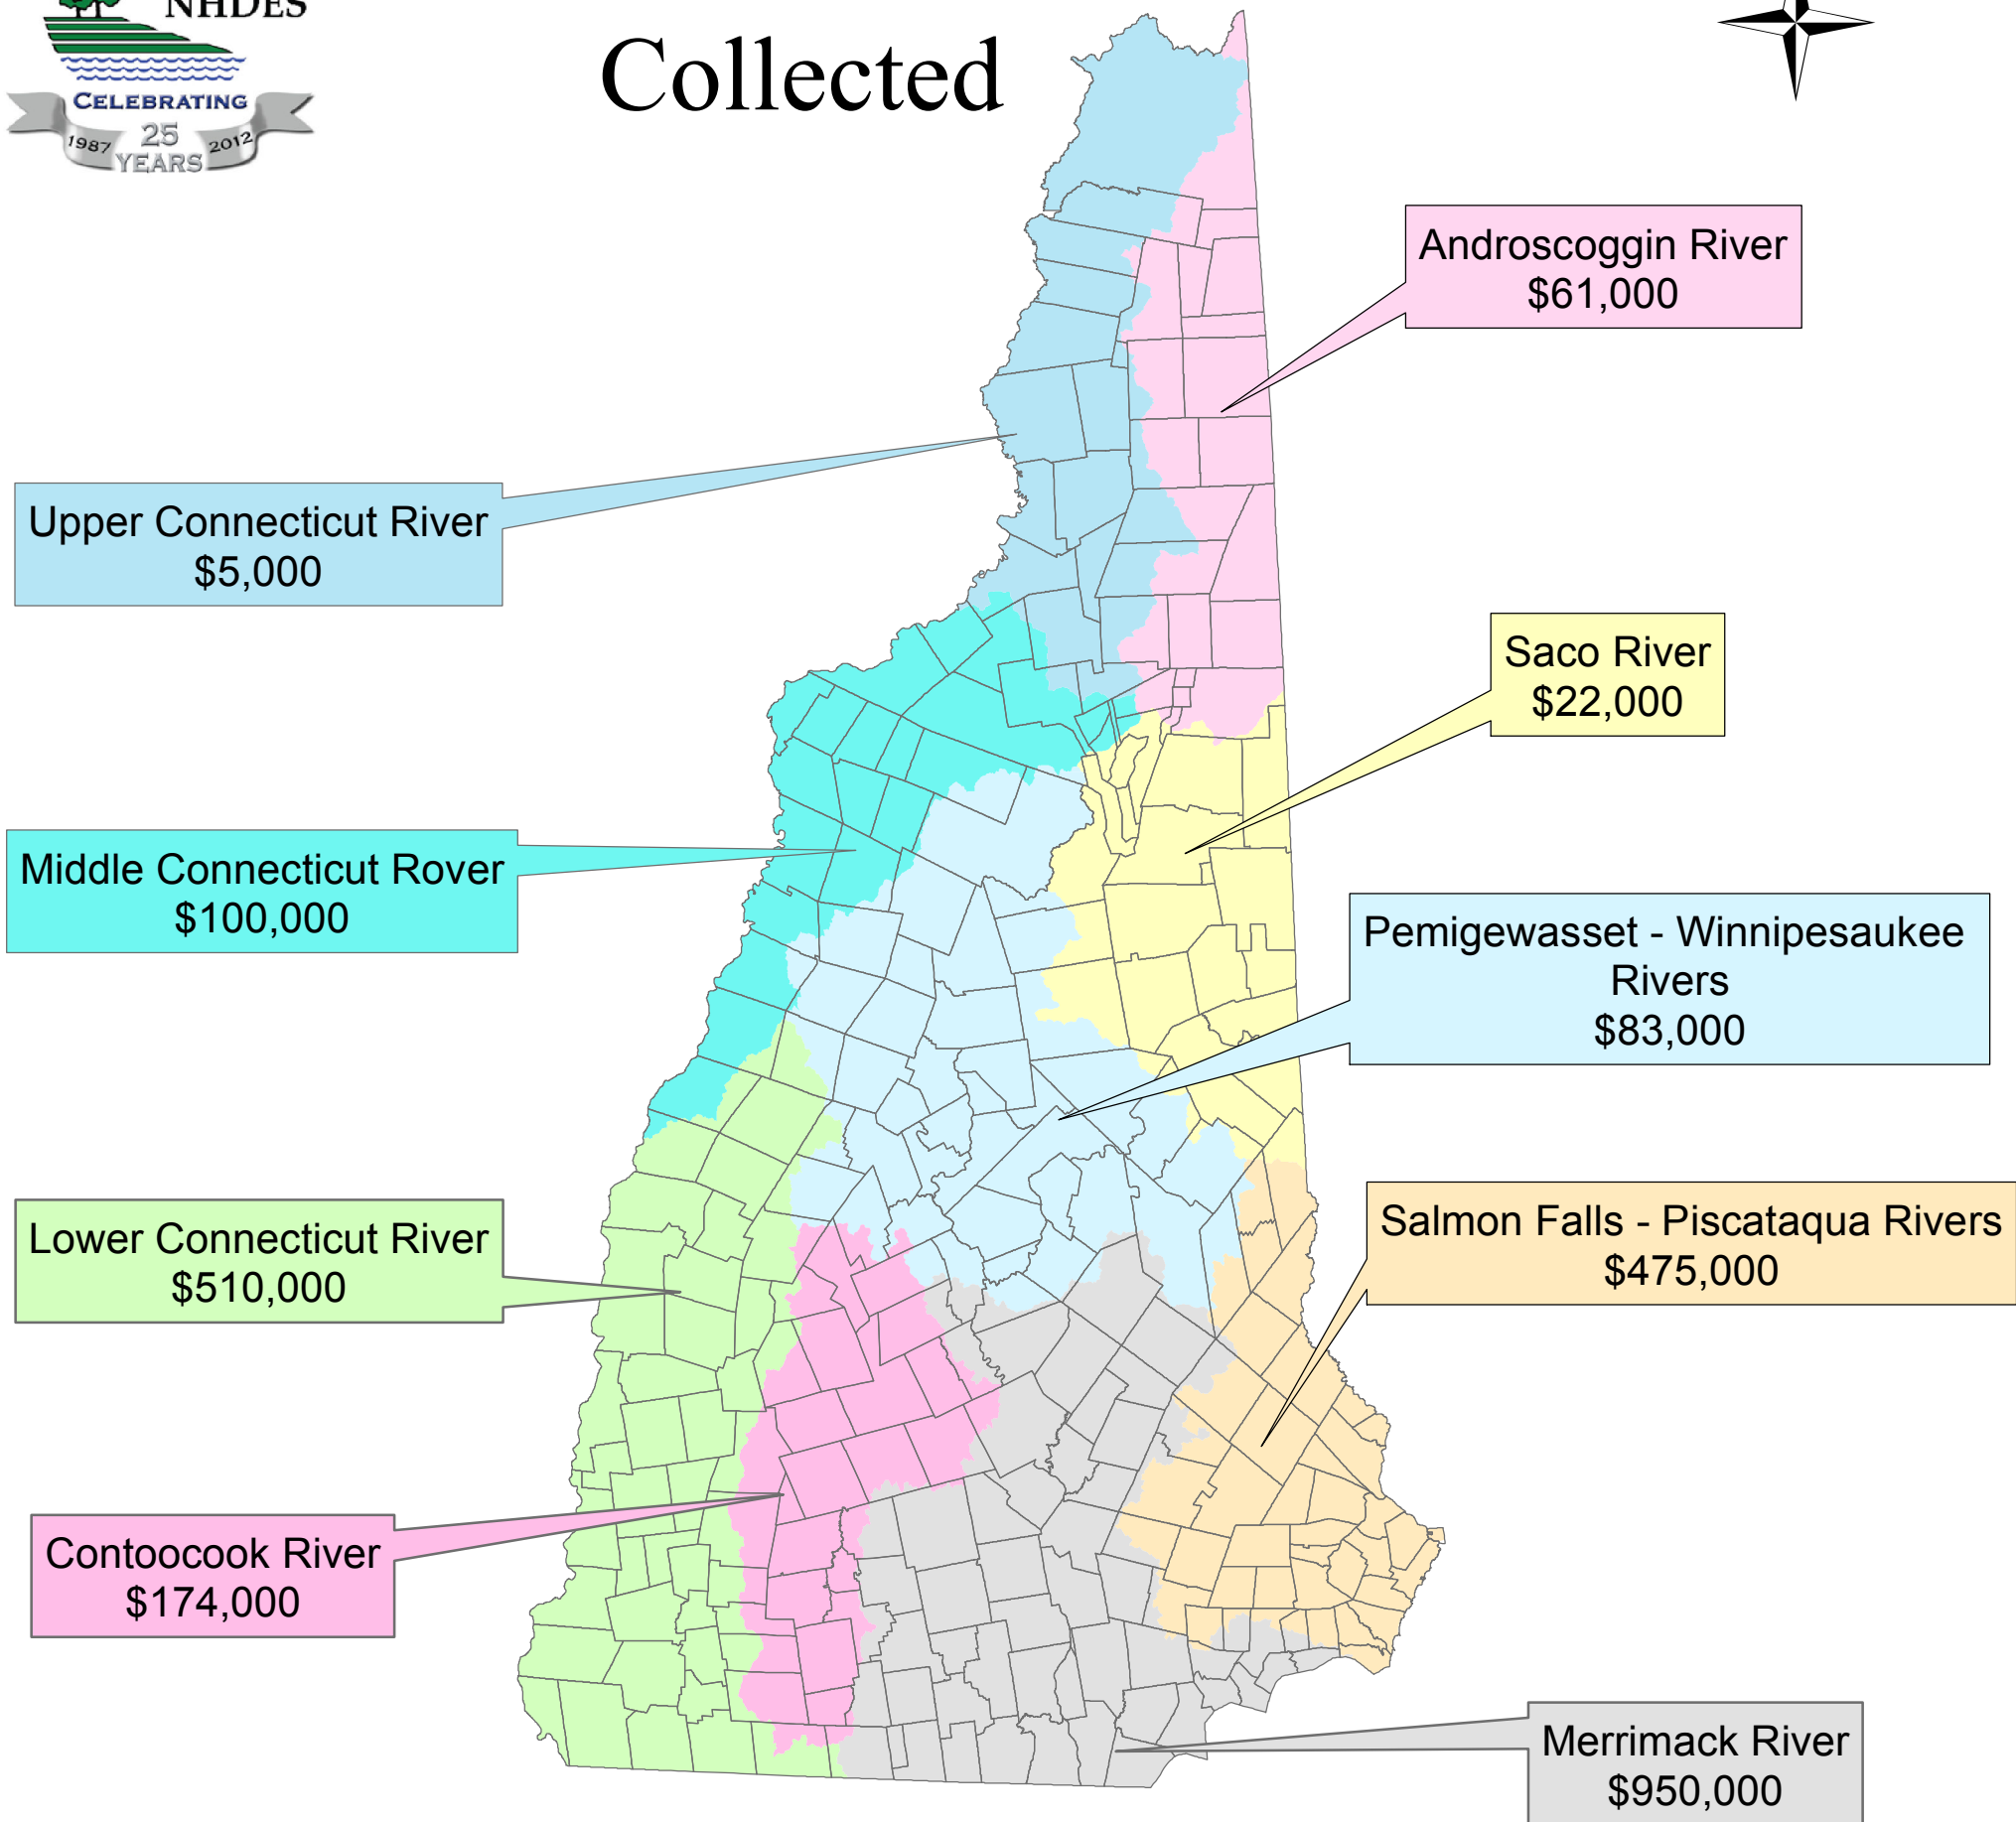 NHDES
CELEBRATING
1987 25 2012
YEARS
Collected
Androscoggin River
$61,000
Upper Connecticut River
$5,000
Saco River
$22,000
Middle Connecticut Rover
$100,000
Pemigewasset - Winnipesaukee
Rivers
$83,000
Salmon Falls - Piscataqua Rivers
$475,000
Lower Connecticut River
$510,000
Contoocook River
$174,000
Merrimack River
$950,000